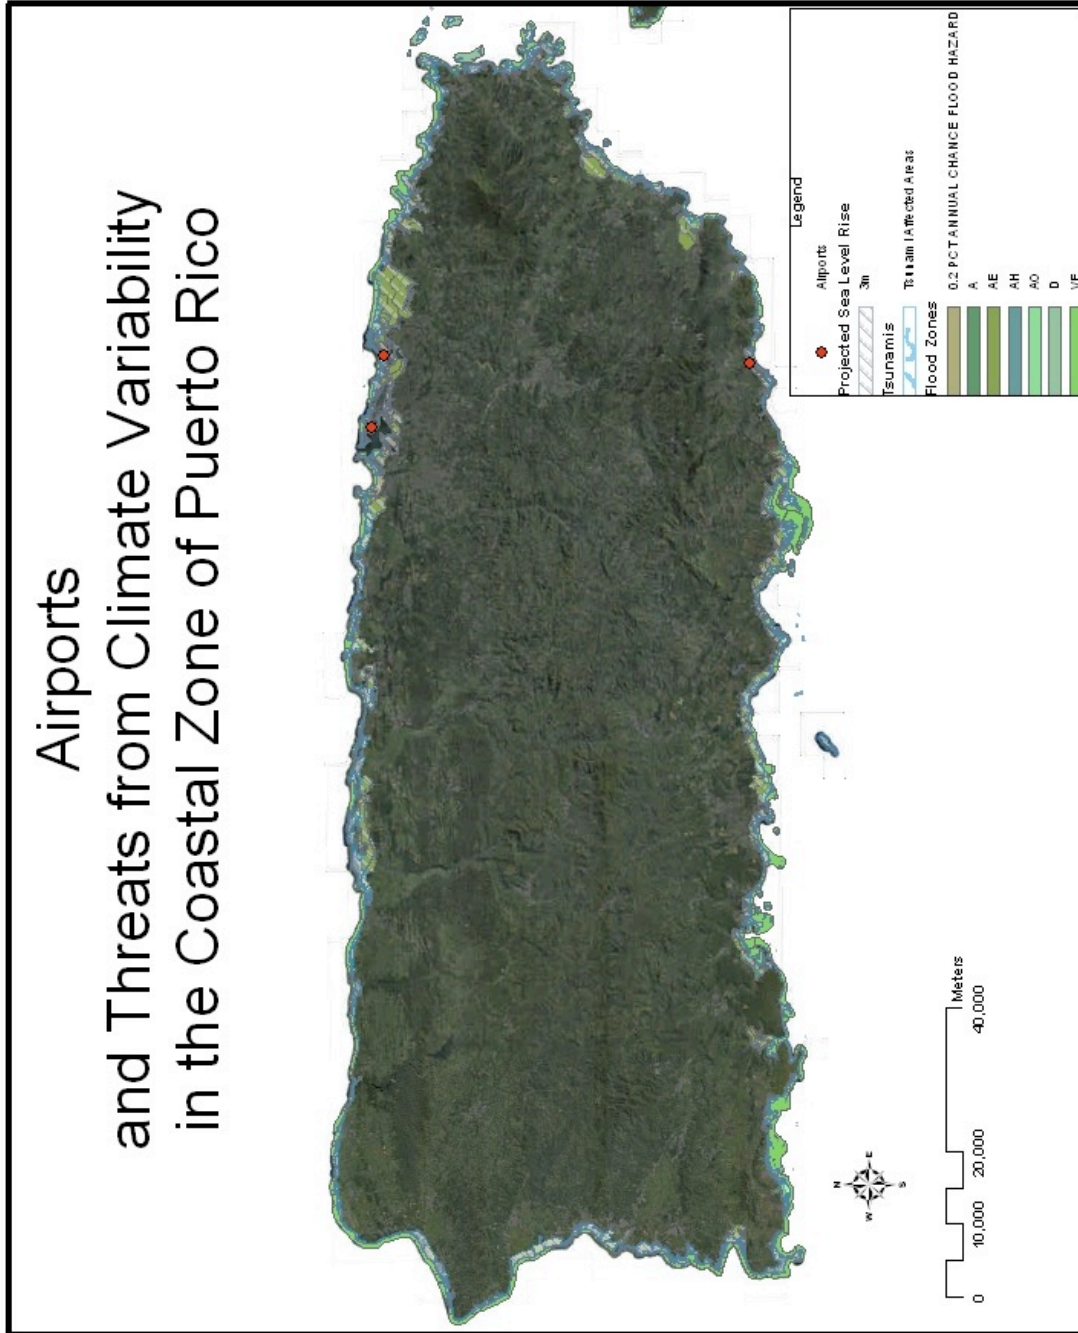 Airports
and Threats from Climate Variability
in the Coastal Zone of Puerto Rico
Legend
Airports
Projected Sea Level Rise
3m
Tsunamis
Tsunami Affected Areas
Flood Zones
0.2 PCT ANNUAL CHANCE FLOOD HAZARD
A
AE
AH
AO
D
VE
N
W
E
S
Meters
0
10,000
20,000
40,000